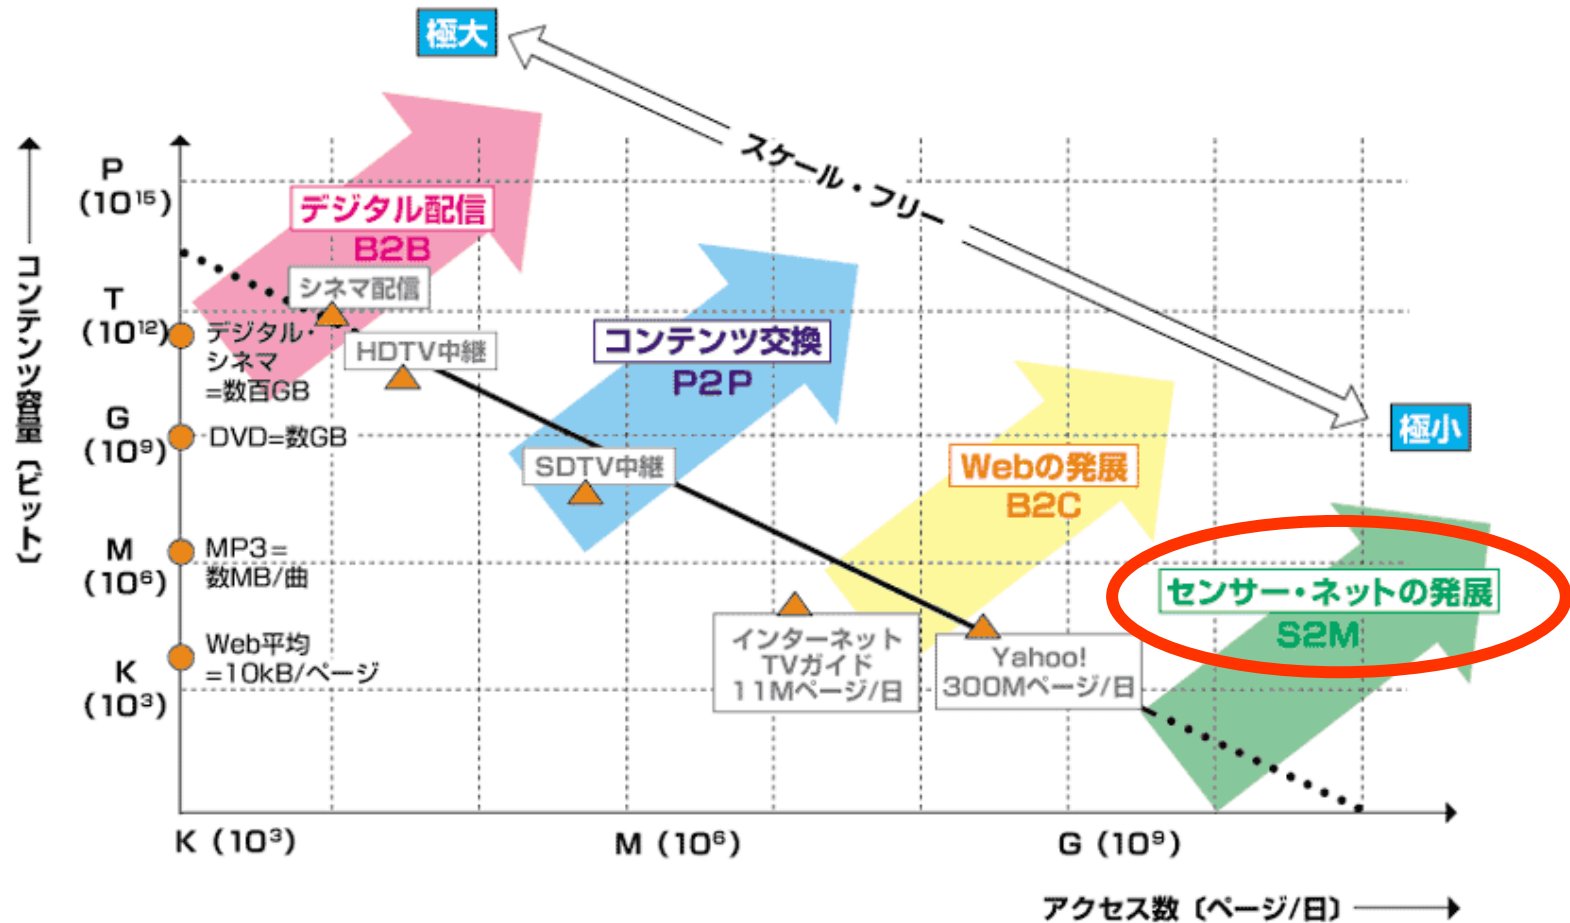 極大
極小
スケール・フリー
コンテンツ容量〔ビット〕
P
(10¹⁵)
T
(10¹²)
G
(10⁹)
M
(10⁶)
K
(10³)
デジタル配信
B2B
シネマ配信
デジタル・
シネマ
=数百GB
HDTV中継
DVD=数GB
コンテンツ交換
P2P
SDTV中継
Webの発展
B2C
MP3=
数MB/曲
センサー・ネットの発展
S2M
Web平均
=10kB/ページ
インターネット
TVガイド
11Mページ/日
Yahoo!
300Mページ/日
K (10³)
M (10⁶)
G (10⁹)
アクセス数〔ページ/日〕